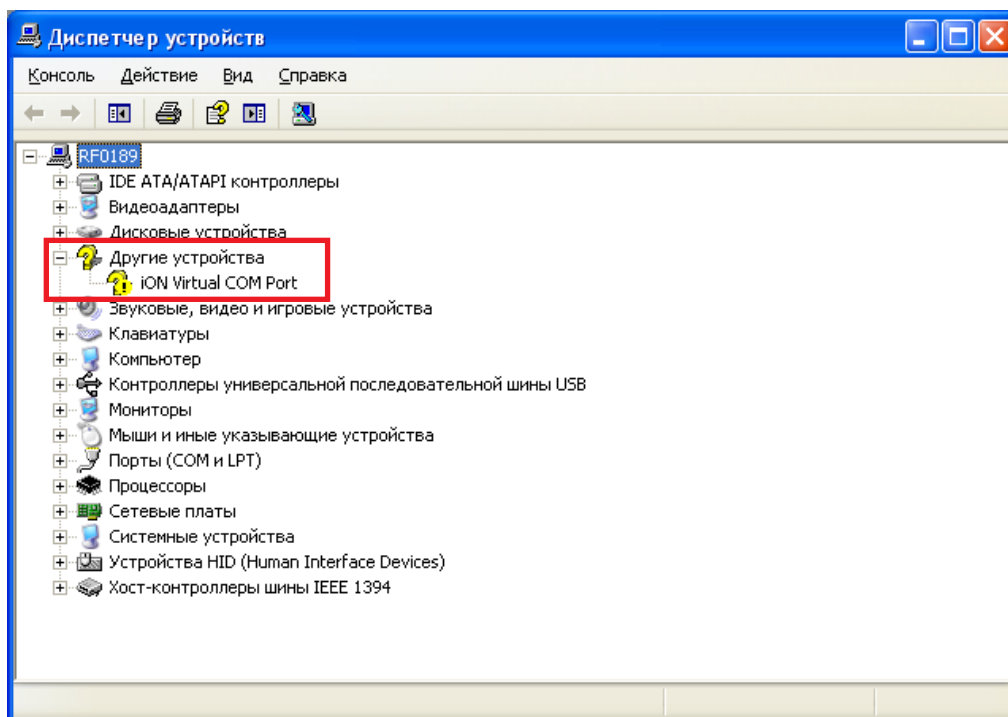 Диспетчер устройств
Консоль Действие Вид Справка
RF0189
IDE ATA/ATAPI контроллеры
Видеоадаптеры
Дисковые устройства
Другие устройства
iON Virtual COM Port
Звуковые, видео и игровые устройства
Клавиатуры
Компьютер
Контроллеры универсальной последовательной шины USB
Мониторы
Мыши и иные указывающие устройства
Порты (COM и LPT)
Процессоры
Сетевые платы
Системные устройства
Устройства HID (Human Interface Devices)
Хост-контроллеры шины IEEE 1394